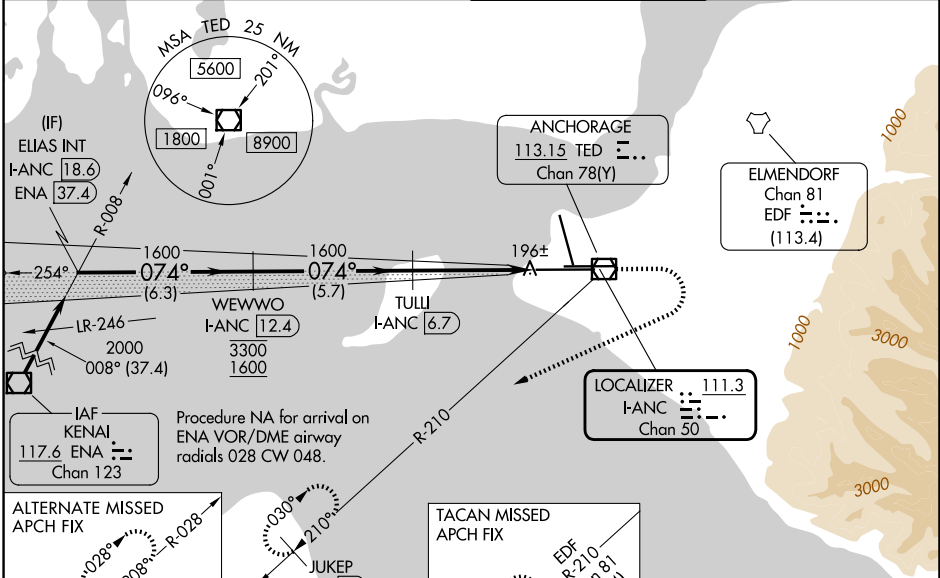 MSA TED 25 NM
5600
201°
096°
1800
8900
001°
(IF)
ELIAS INT
I-ANC 18.6
ENA 37.4
R-008
ANCHORAGE
113.15 TED
Chan 78(Y)
ELMENDORF
Chan 81
EDF
(113.4)
1000
254°
1600
074°
(6.3)
1600
074°
(5.7)
196±
WEWWO
I-ANC 12.4
3300
1600
TULLI
I-ANC 6.7
LR-246
2000
008° (37.4)
1000
3000
IAF
KENAI
117.6 ENA
Chan 123
Procedure NA for arrival on
ENA VOR/DME airway
radials 028 CW 048.
R-210
LOCALIZER 111.3
I-ANC
Chan 50
3000
ALTERNATE MISSED
APCH FIX
028°
008°
R-028
030°
210°
JUKEP
TACAN MISSED
APCH FIX
EDF
R-210
81